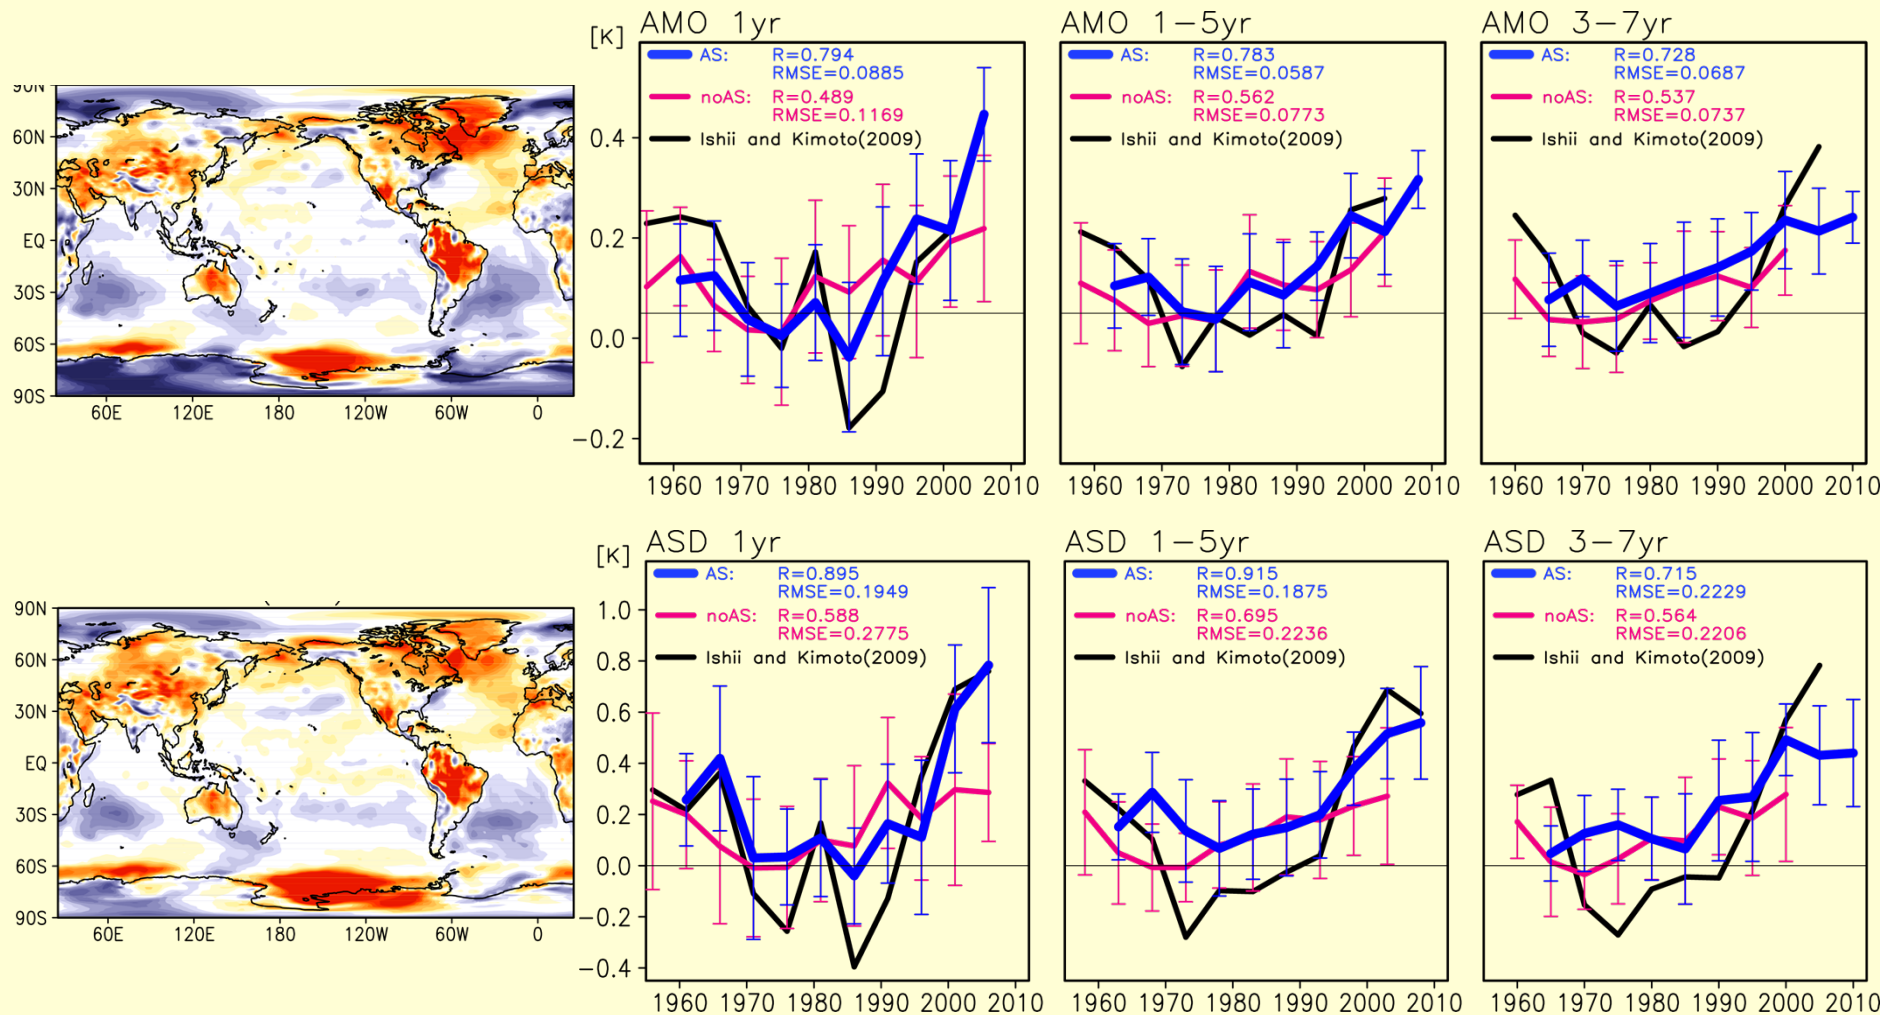 90N
60N
30N
EQ
30S
60S
90S
60E 120E 180 120W 60W 0
AMO 1yr
[K]
AS: R=0.794
RMSE=0.0885
noAS: R=0.489
RMSE=0.1169
Ishii and Kimoto(2009)
0.4
0.2
0.0
−0.2
1960 1970 1980 1990 2000 2010
AMO 1−5yr
AS: R=0.783
RMSE=0.0587
noAS: R=0.562
RMSE=0.0773
Ishii and Kimoto(2009)
1960 1970 1980 1990 2000 2010
AMO 3−7yr
AS: R=0.728
RMSE=0.0687
noAS: R=0.537
RMSE=0.0737
Ishii and Kimoto(2009)
1960 1970 1980 1990 2000 2010
90N
60N
30N
EQ
30S
60S
90S
60E 120E 180 120W 60W 0
ASD 1yr
[K]
AS: R=0.895
RMSE=0.1949
noAS: R=0.588
RMSE=0.2775
Ishii and Kimoto(2009)
1.0
0.8
0.6
0.4
0.2
0.0
−0.2
−0.4
1960 1970 1980 1990 2000 2010
ASD 1−5yr
AS: R=0.915
RMSE=0.1875
noAS: R=0.695
RMSE=0.2236
Ishii and Kimoto(2009)
1960 1970 1980 1990 2000 2010
ASD 3−7yr
AS: R=0.715
RMSE=0.2229
noAS: R=0.564
RMSE=0.2206
Ishii and Kimoto(2009)
1960 1970 1980 1990 2000 2010